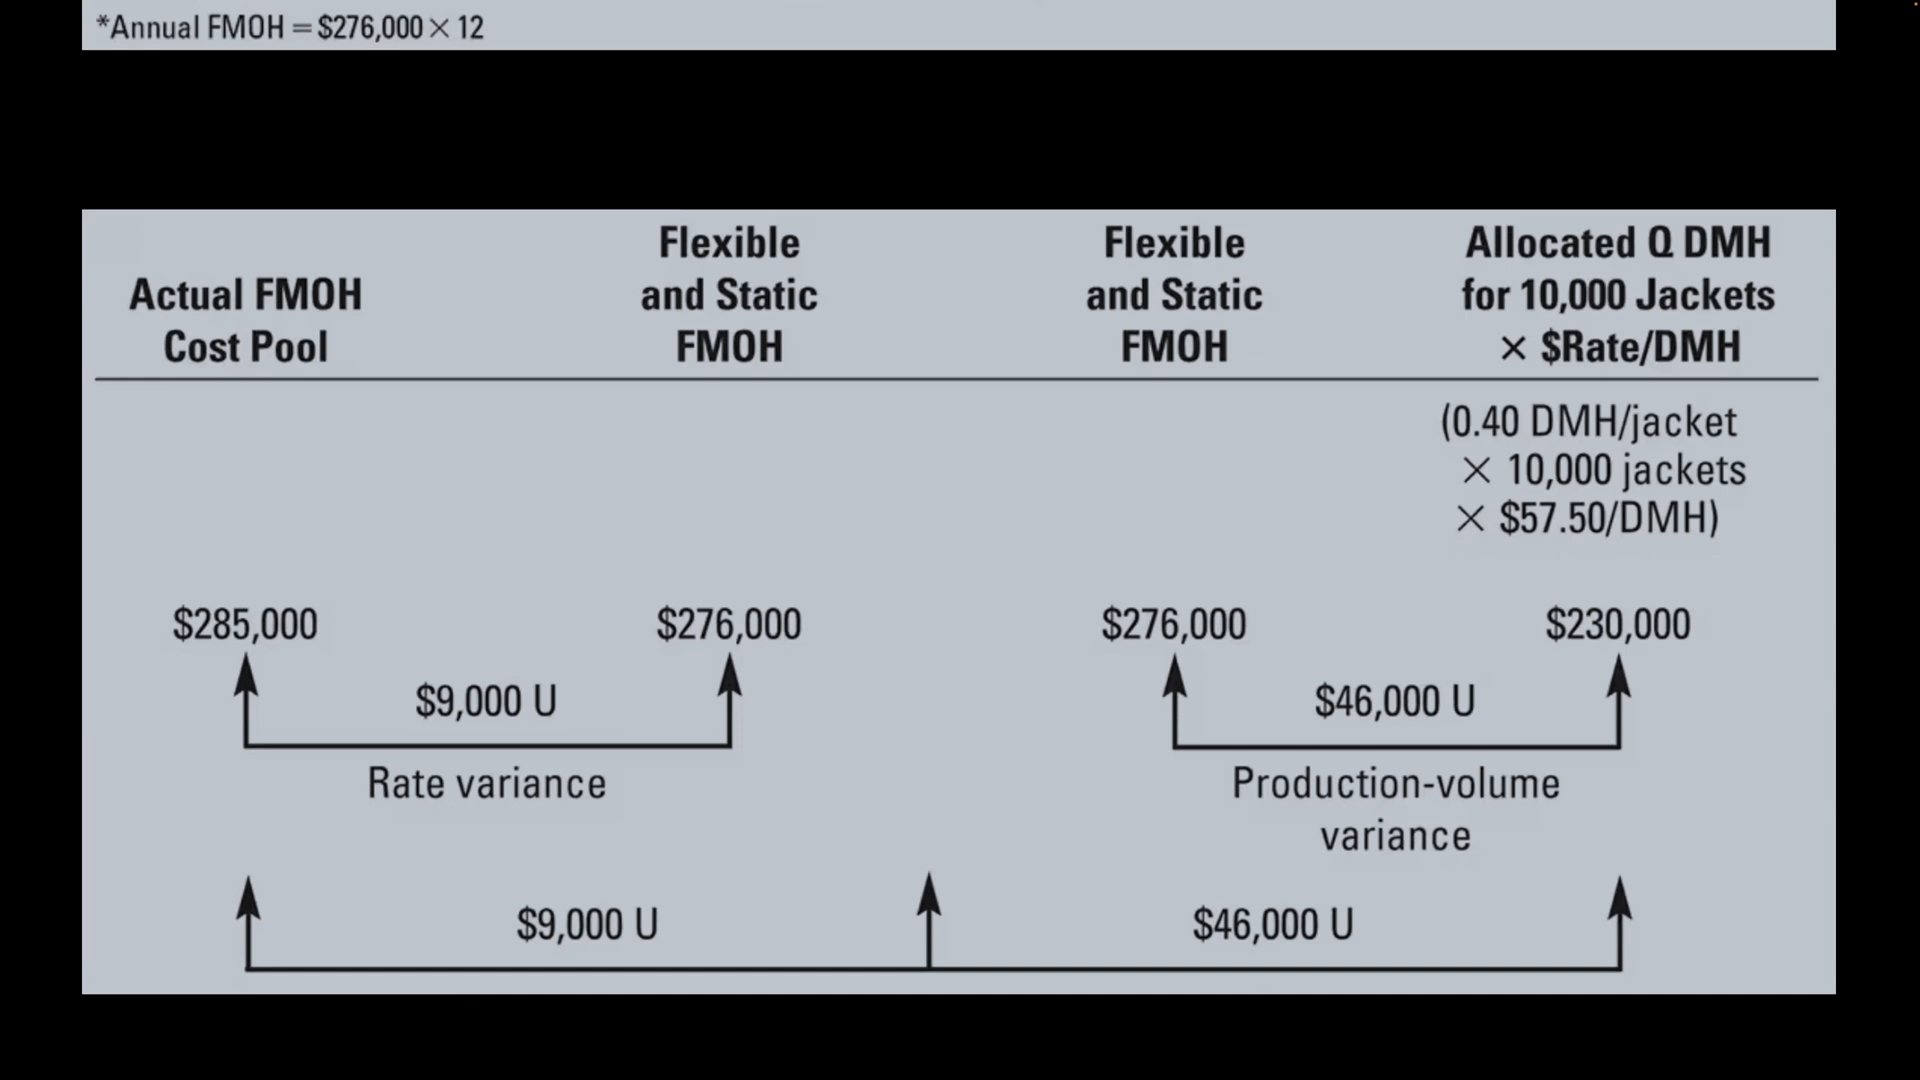 *Annual FMOH = $276,000 × 12
Actual FMOH
Cost Pool
Flexible
and Static
FMOH
Flexible
and Static
FMOH
Allocated Q DMH
for 10,000 Jackets
× $Rate/DMH
(0.40 DMH/jacket
× 10,000 jackets
× $57.50/DMH)
$285,000 $276,000 $276,000 $230,000
$9,000 U $46,000 U
Rate variance
Production-volume
variance
$9,000 U $46,000 U